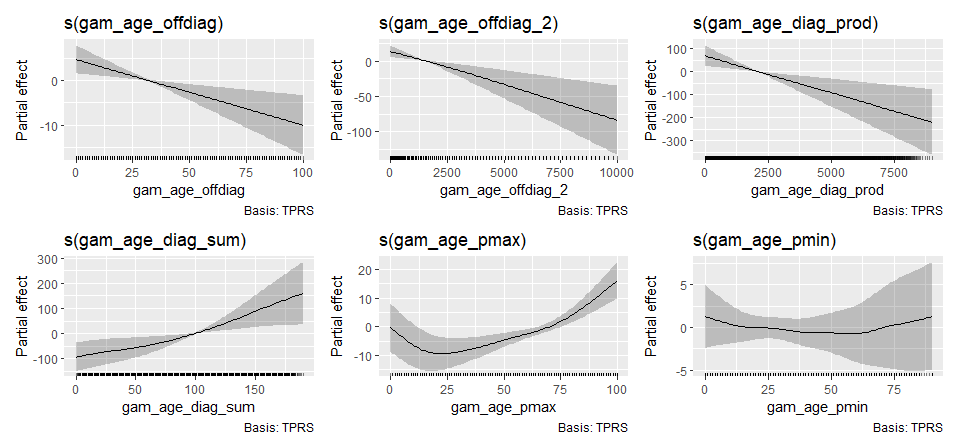 s(gam_age_offdiag)
Partial effect
0
-10
0
25
50
75
100
gam_age_offdiag
Basis: TPRS
s(gam_age_offdiag_2)
Partial effect
0
-50
-100
0
2500
5000
7500
10000
gam_age_offdiag_2
Basis: TPRS
s(gam_age_diag_prod)
Partial effect
100
0
-100
-200
-300
0
2500
5000
7500
gam_age_diag_prod
Basis: TPRS
s(gam_age_diag_sum)
Partial effect
300
200
100
0
-100
0
50
100
150
gam_age_diag_sum
Basis: TPRS
s(gam_age_pmax)
Partial effect
20
10
0
-10
0
25
50
75
100
gam_age_pmax
Basis: TPRS
s(gam_age_pmin)
Partial effect
5
0
-5
0
25
50
75
gam_age_pmin
Basis: TPRS